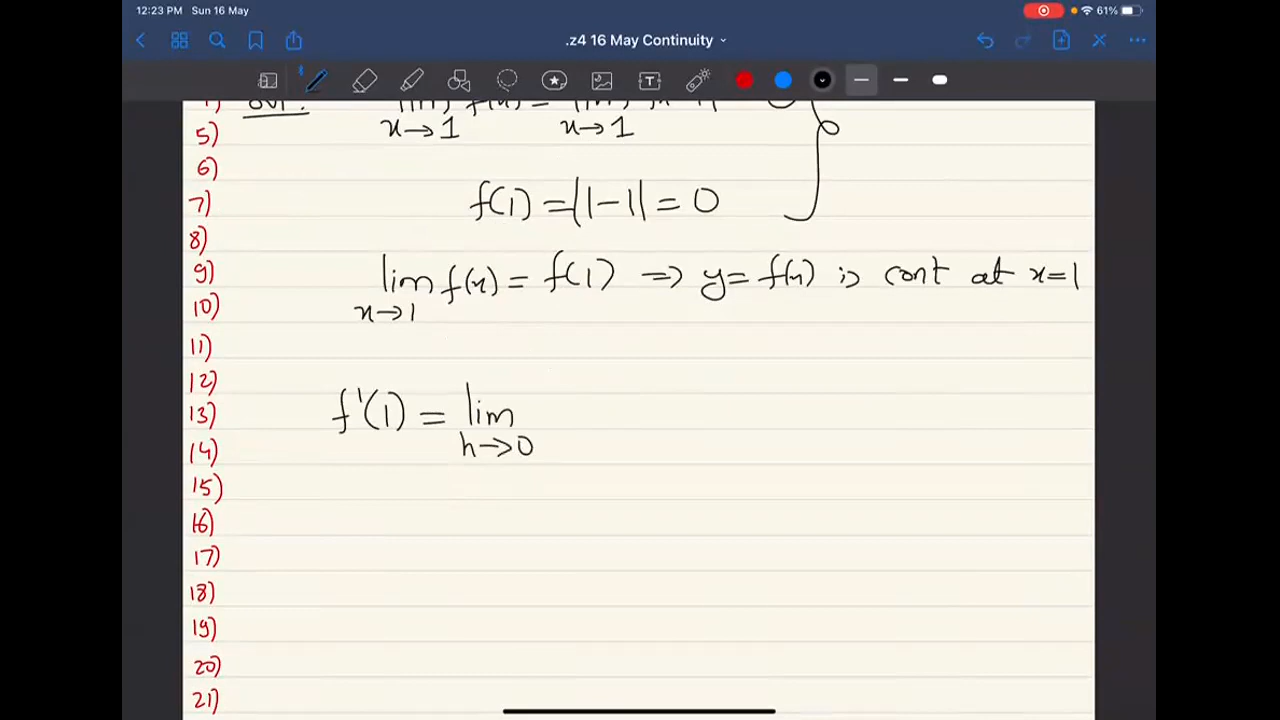 12:23 PM Sun 16 May 61%
.z4 16 May Continuity
5) x→1 x→1
6)
7) f(1) = |1-1| = 0
8)
9) lim f(x) = f(1) ⇒ y = f(x) is cont at x=1
10) x→1
11)
12)
13) f'(1) = lim
14) h→0
15)
16)
17)
18)
19)
20)
21)